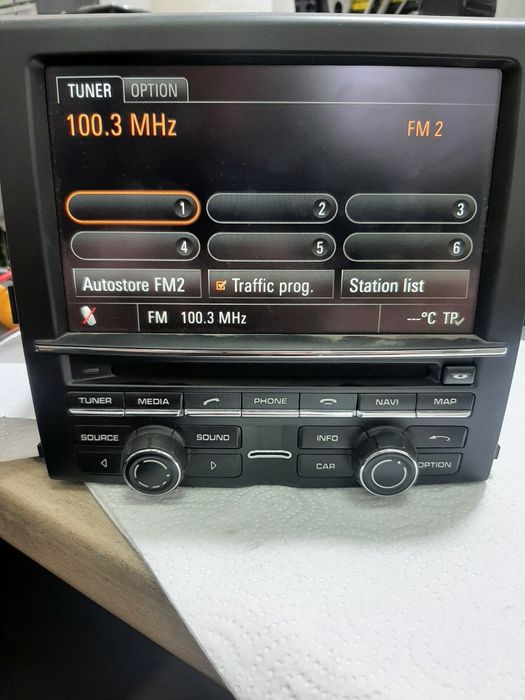 TUNER OPTION
100.3 MHz FM 2
1 2 3
4 5 6
Autostore FM2 Traffic prog. Station list
FM 100.3 MHz ---°C TP
TUNER MEDIA PHONE NAVI MAP
SOURCE SOUND INFO
CAR OPTION